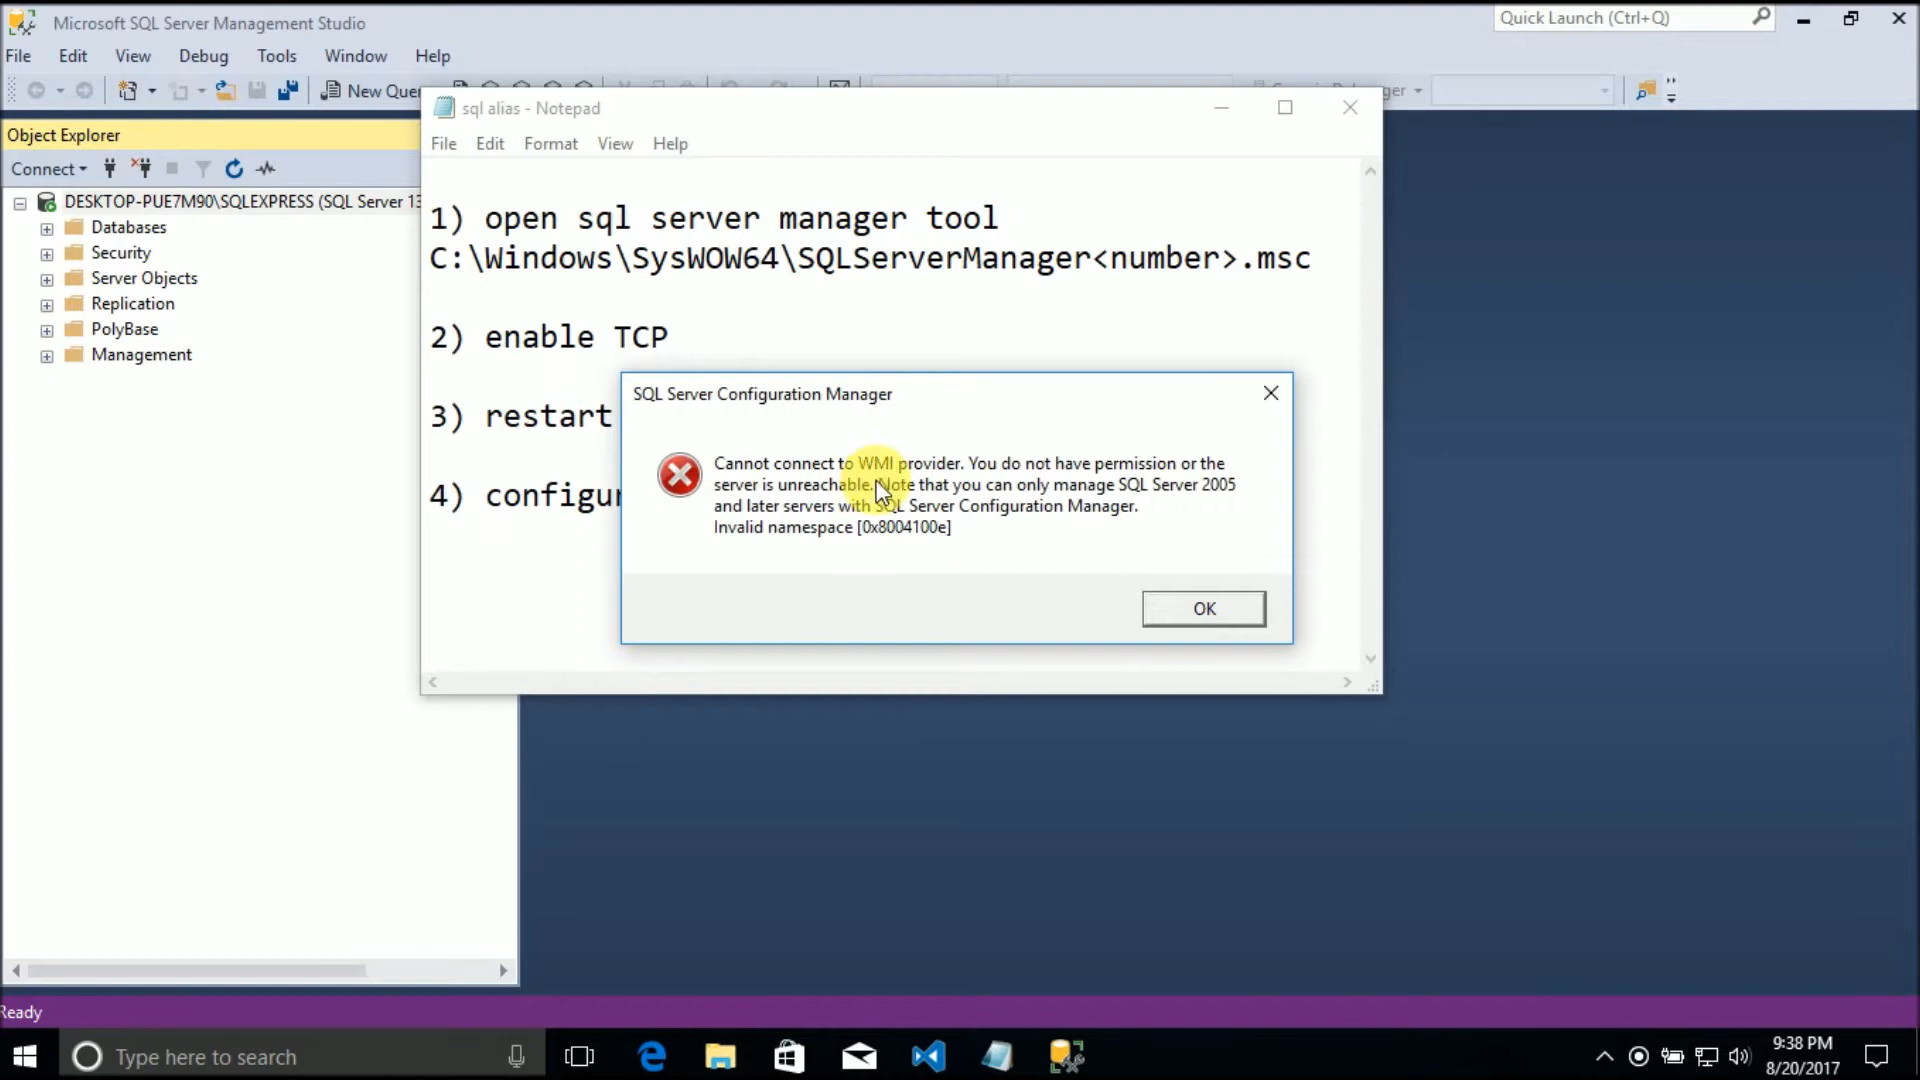 Microsoft SQL Server Management Studio
Quick Launch (Ctrl+Q)
File Edit View Debug Tools Window Help
New Quer
ger
sql alias - Notepad
File Edit Format View Help
Object Explorer
Connect
DESKTOP-PUE7M90\SQLEXPRESS (SQL Server 13
Databases
Security
Server Objects
Replication
PolyBase
Management
1) open sql server manager tool
C:\Windows\SysWOW64\SQLServerManager<number>.msc
2) enable TCP
3) restart
4) configur
SQL Server Configuration Manager
Cannot connect to WMI provider. You do not have permission or the
server is unreachable. Note that you can only manage SQL Server 2005
and later servers with SQL Server Configuration Manager.
Invalid namespace [0x8004100e]
OK
Ready
Type here to search
9:38 PM
8/20/2017